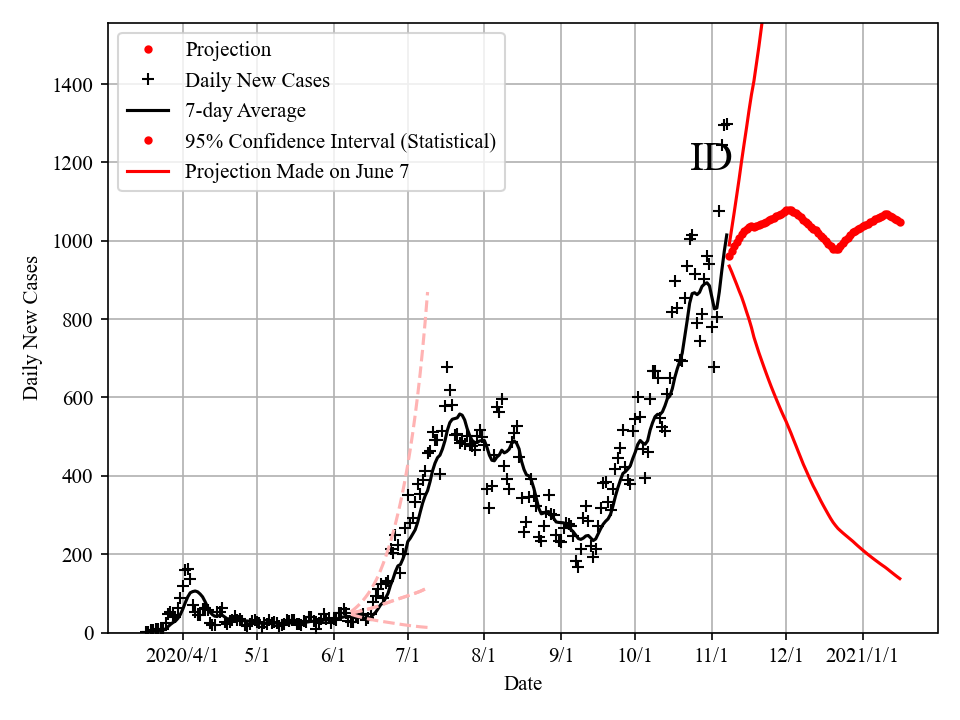 Projection
Daily New Cases
7-day Average
95% Confidence Interval (Statistical)
Projection Made on June 7
ID
Daily New Cases
1400
1200
1000
800
600
400
200
0
2020/4/1 5/1 6/1 7/1 8/1 9/1 10/1 11/1 12/1 2021/1/1
Date